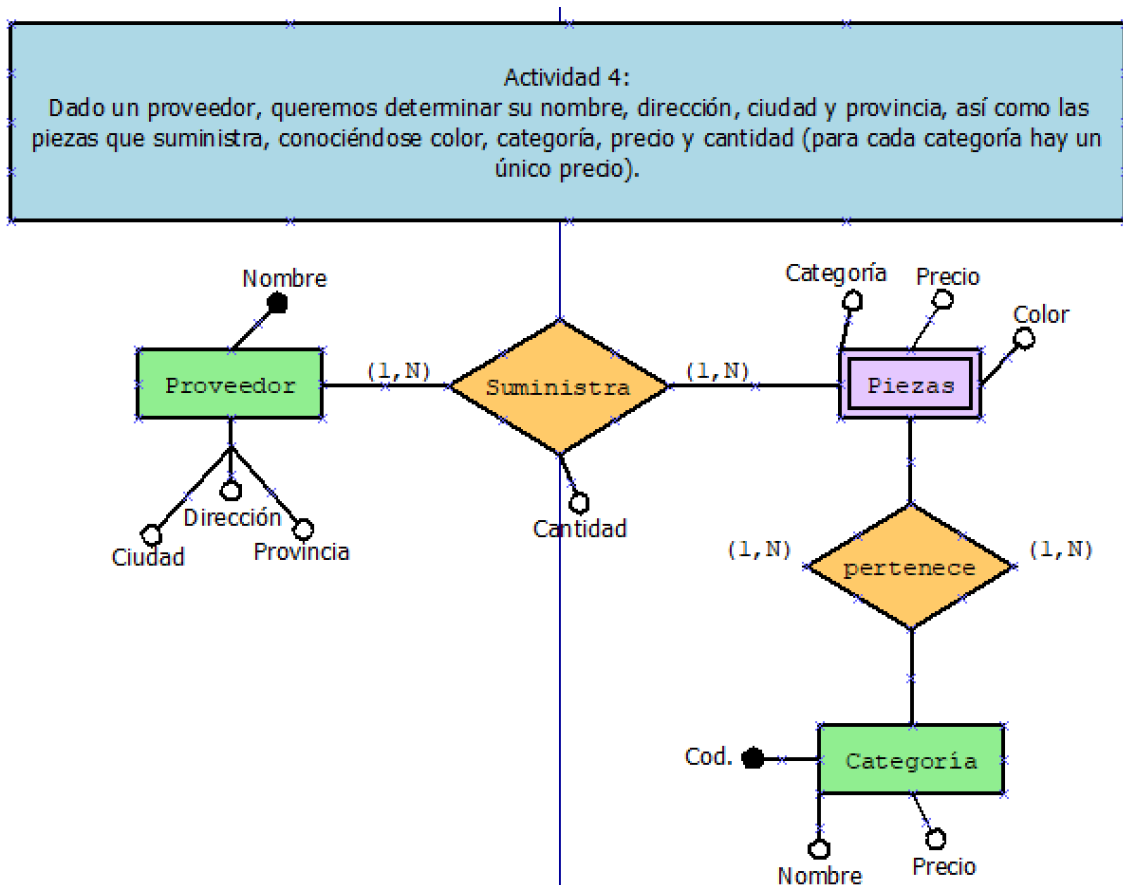 Actividad 4:
Dado un proveedor, queremos determinar su nombre, dirección, ciudad y provincia, así como las
piezas que suministra, conociéndose color, categoría, precio y cantidad (para cada categoría hay un
único precio).
Nombre
Categoría
Precio
Color
Proveedor
(1,N)
Suministra
(1,N)
Piezas
Dirección
Ciudad
Provincia
Cantidad
(1,N)
pertenece
(1,N)
Cod.
Categoría
Nombre
Precio